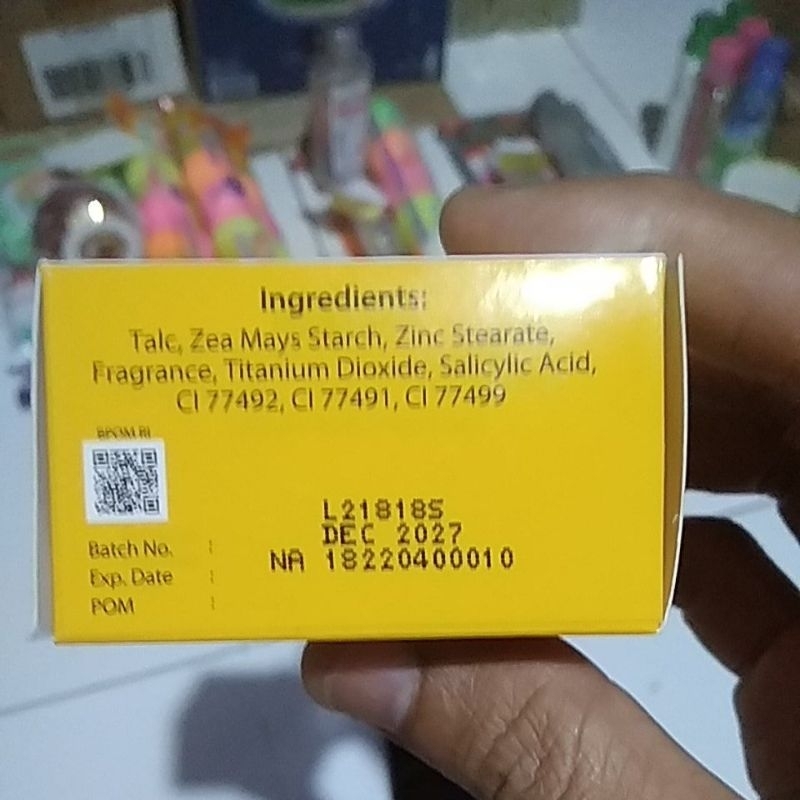 Ingredients:
Talc, Zea Mays Starch, Zinc Stearate,
Fragrance, Titanium Dioxide, Salicylic Acid,
CI 77492, CI 77491, CI 77499
BPOM RI
L21818S
DEC 2027
NA 18220400010
Batch No. :
Exp. Date :
POM :